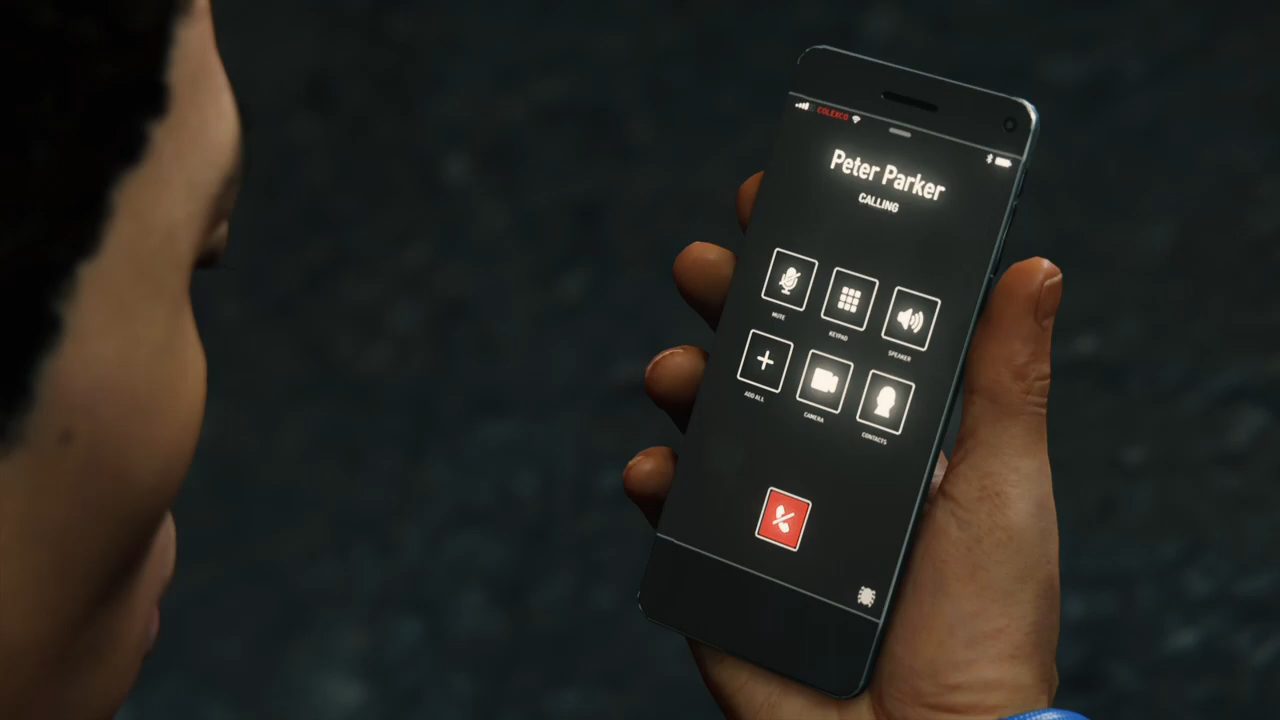 COLEXCO
Peter Parker
CALLING
MUTE
KEYPAD
SPEAKER
ADD ALL
CAMERA
CONTACTS